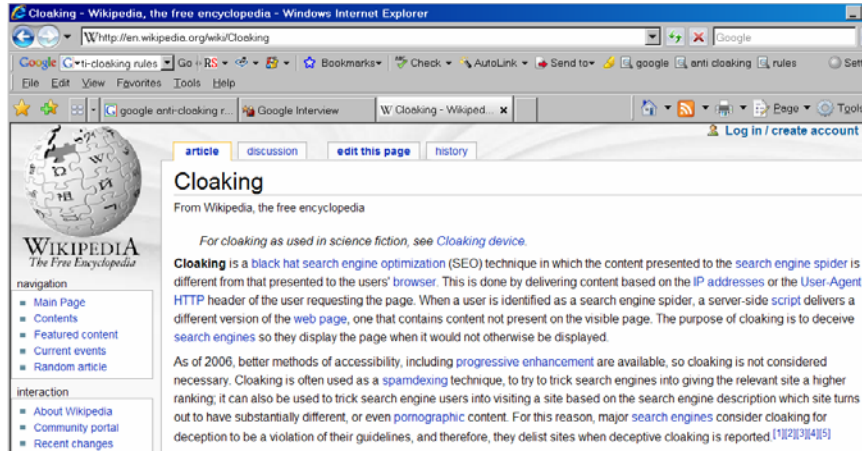 Cloaking - Wikipedia, the free encyclopedia - Windows Internet Explorer
http://en.wikipedia.org/wiki/Cloaking
Google
Google G ti-cloaking rules Go RS Bookmarks Check AutoLink Send to google anti cloaking rules Sett
File Edit View Favorites Tools Help
google anti-cloaking r... Google Interview W Cloaking - Wikiped... x Page Tools
Log in / create account
article discussion edit this page history
Cloaking
From Wikipedia, the free encyclopedia
For cloaking as used in science fiction, see Cloaking device.
Cloaking is a black hat search engine optimization (SEO) technique in which the content presented to the search engine spider is
different from that presented to the users' browser. This is done by delivering content based on the IP addresses or the User-Agent
HTTP header of the user requesting the page. When a user is identified as a search engine spider, a server-side script delivers a
different version of the web page, one that contains content not present on the visible page. The purpose of cloaking is to deceive
search engines so they display the page when it would not otherwise be displayed.
As of 2006, better methods of accessibility, including progressive enhancement are available, so cloaking is not considered
necessary. Cloaking is often used as a spamdexing technique, to try to trick search engines into giving the relevant site a higher
ranking; it can also be used to trick search engine users into visiting a site based on the search engine description which site turns
out to have substantially different, or even pornographic content. For this reason, major search engines consider cloaking for
deception to be a violation of their guidelines, and therefore, they delist sites when deceptive cloaking is reported.[1][2][3][4][5]
WIKIPEDIA
The Free Encyclopedia
navigation
Main Page
Contents
Featured content
Current events
Random article
interaction
About Wikipedia
Community portal
Recent changes